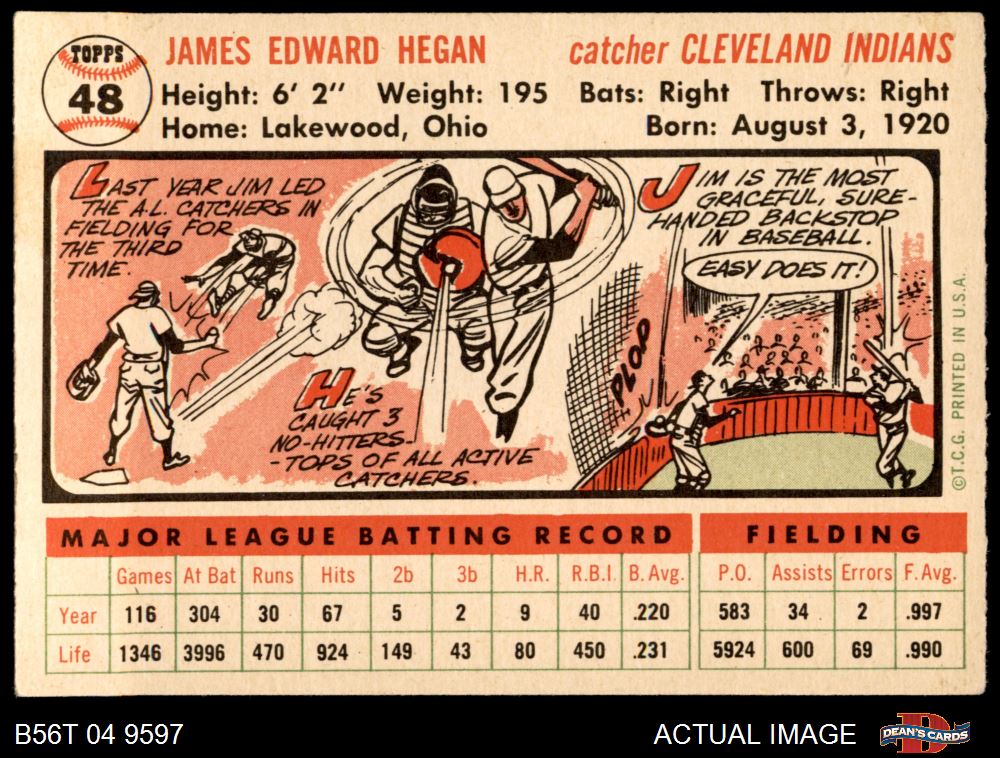 TOPPS
48
JAMES EDWARD HEGAN catcher CLEVELAND INDIANS
Height: 6' 2" Weight: 195 Bats: Right Throws: Right
Home: Lakewood, Ohio Born: August 3, 1920
LAST YEAR JIM LED
THE A.L. CATCHERS IN
FIELDING FOR
THE THIRD
TIME.
HE'S
CAUGHT 3
NO-HITTERS-
-TOPS OF ALL ACTIVE
CATCHERS.
JIM IS THE MOST
GRACEFUL, SURE-
HANDED BACKSTOP
IN BASEBALL.
EASY DOES IT!
PLOP
©T.C.G. PRINTED IN U.S.A.
MAJOR LEAGUE BATTING RECORD FIELDING
Games At Bat Runs Hits 2b 3b H.R. R.B.I. B. Avg. P.O. Assists Errors F. Avg.
Year 116 304 30 67 5 2 9 40 .220 583 34 2 .997
Life 1346 3996 470 924 149 43 80 450 .231 5924 600 69 .990
B56T 04 9597 ACTUAL IMAGE DEAN'S CARDS